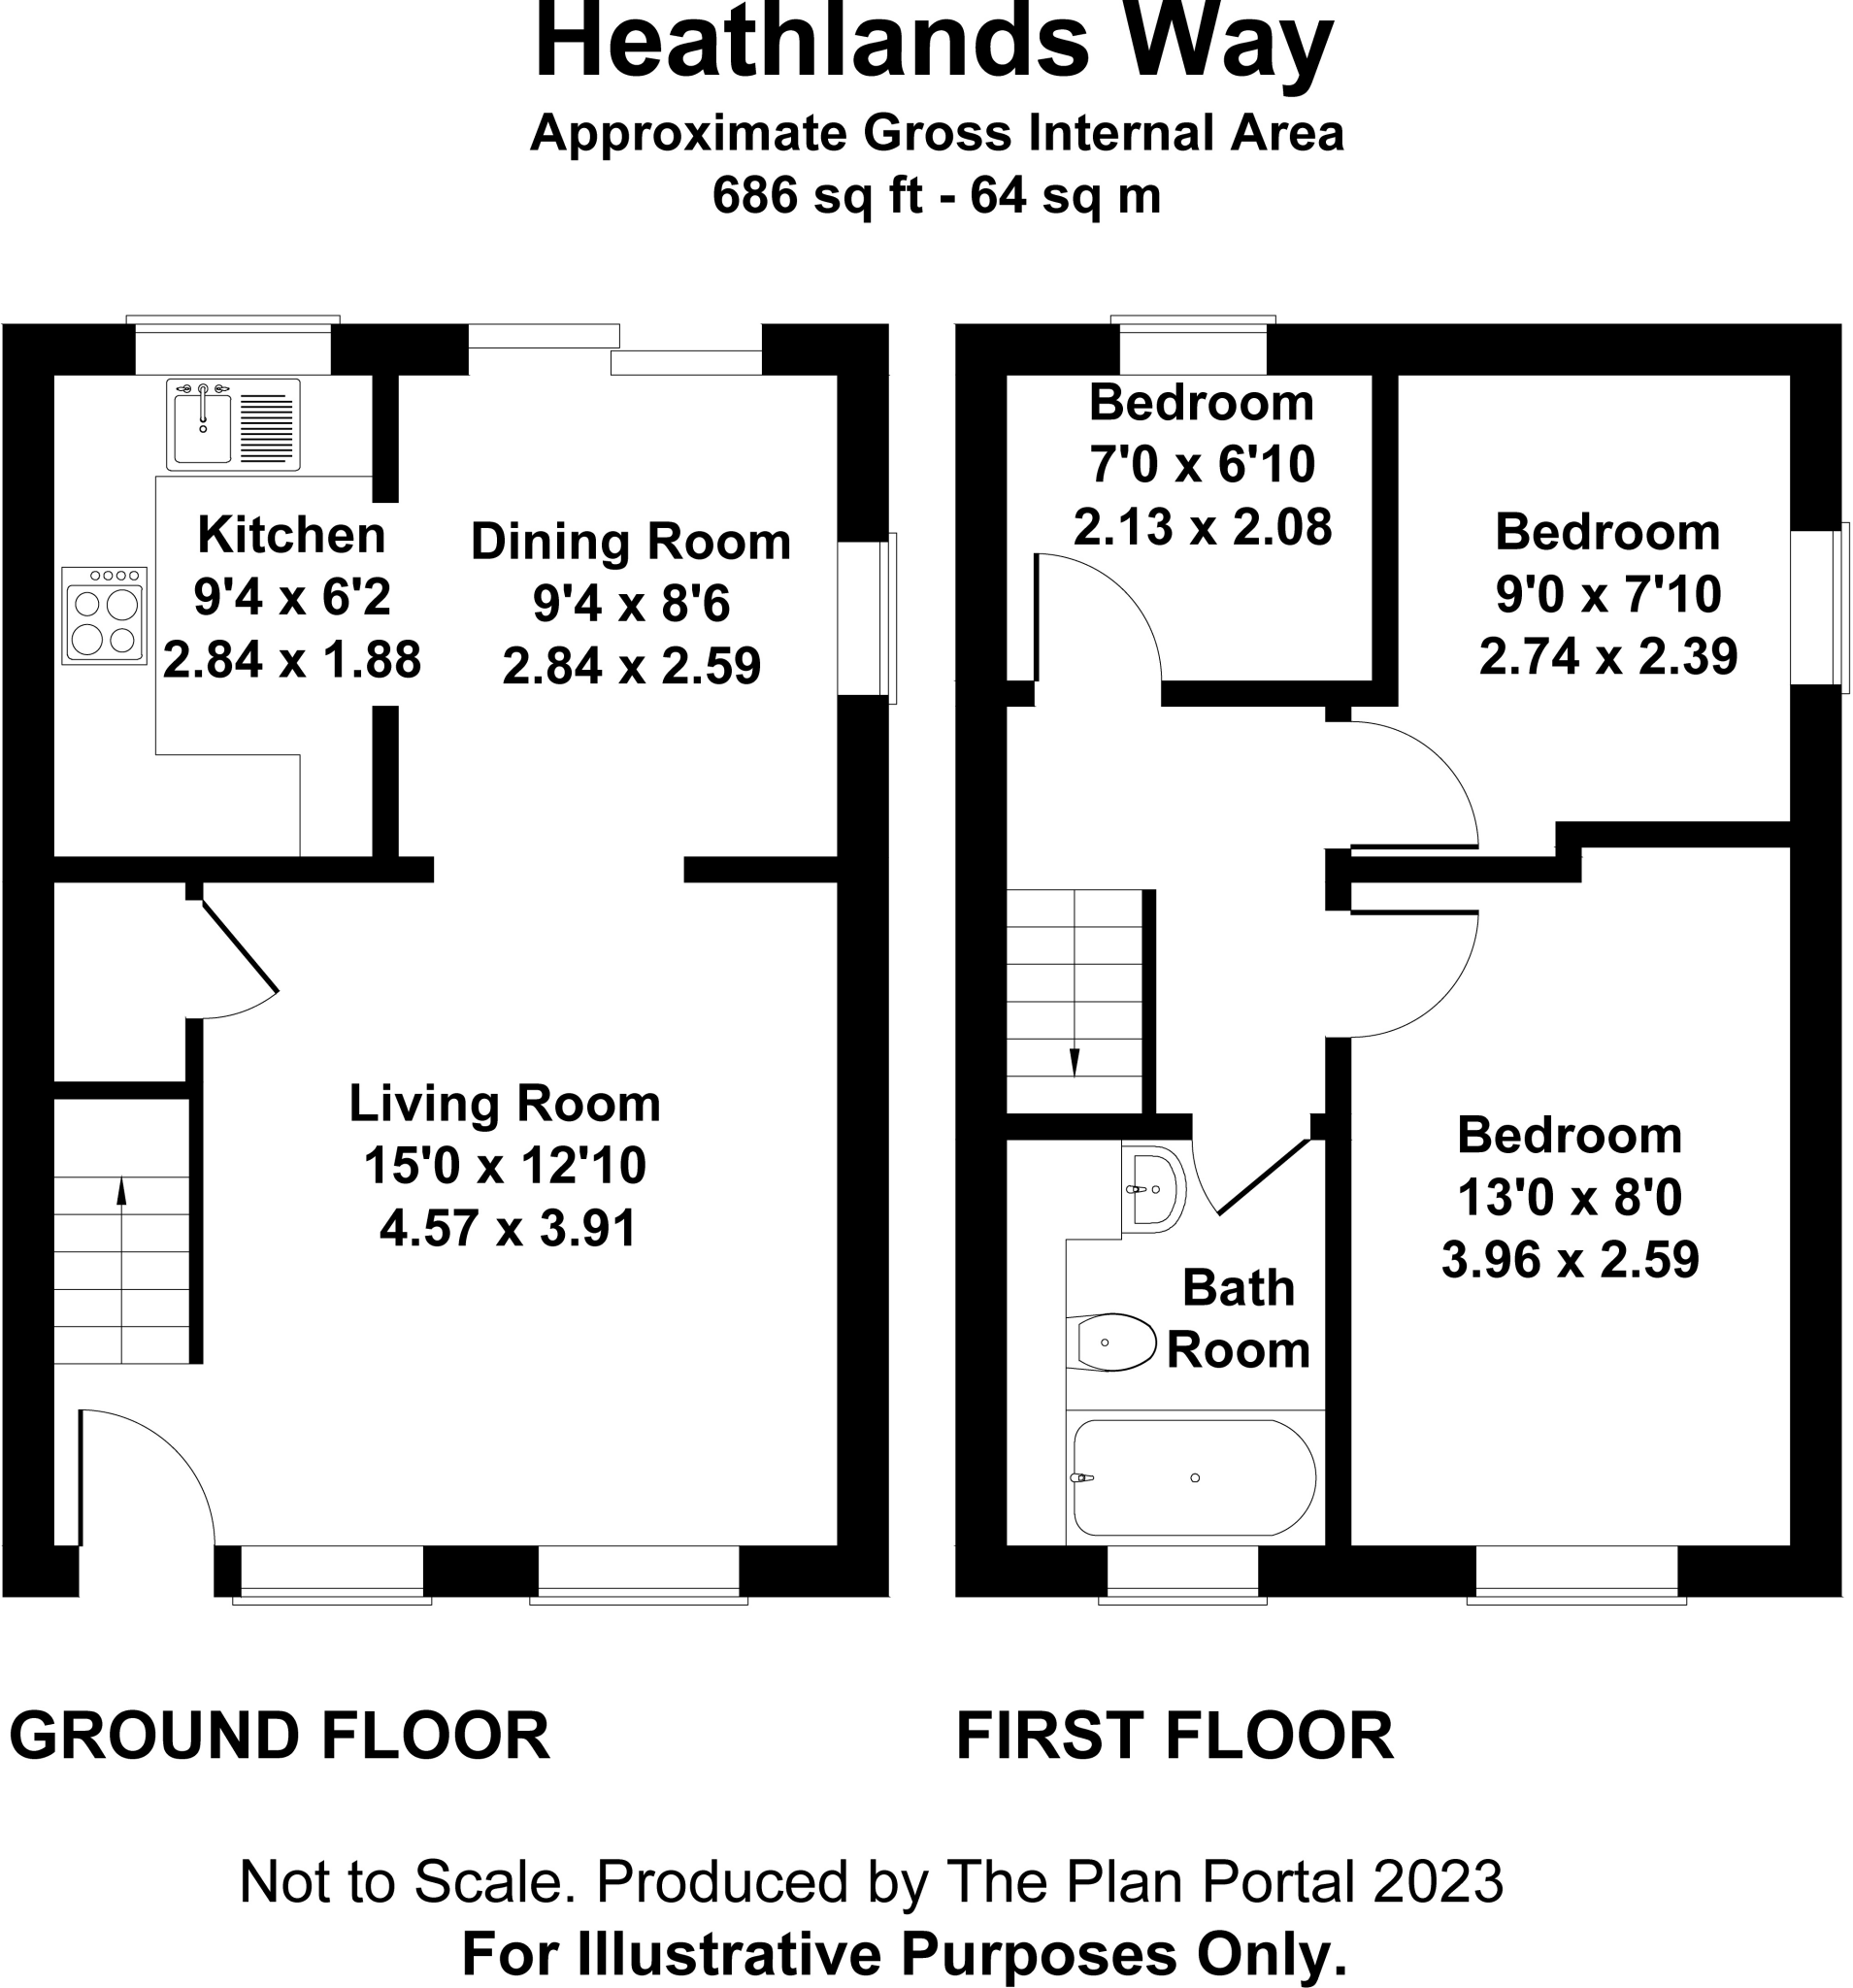 Heathlands Way
Approximate Gross Internal Area
686 sq ft - 64 sq m
Kitchen
9'4 x 6'2
2.84 x 1.88
Dining Room
9'4 x 8'6
2.84 x 2.59
Living Room
15'0 x 12'10
4.57 x 3.91
Bedroom
7'0 x 6'10
2.13 x 2.08
Bedroom
9'0 x 7'10
2.74 x 2.39
Bedroom
13'0 x 8'0
3.96 x 2.59
Bath
Room
GROUND FLOOR
FIRST FLOOR
Not to Scale. Produced by The Plan Portal 2023
For Illustrative Purposes Only.